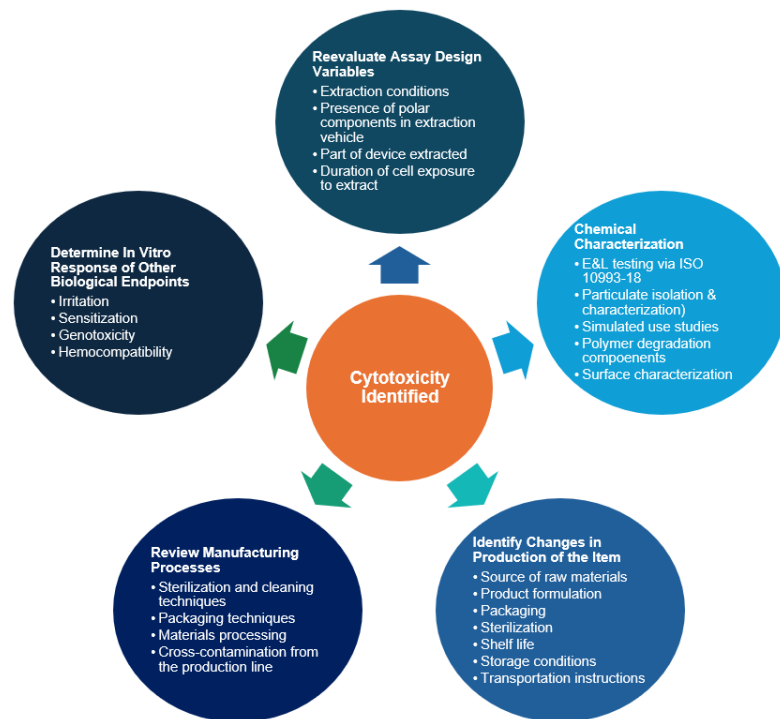 Reevaluate Assay Design
Variables
• Extraction conditions
• Presence of polar
components in extraction
vehicle
• Part of device extracted
• Duration of cell exposure
to extract
Chemical
Characterization
• E&L testing via ISO
10993-18
• Particulate isolation &
characterization)
• Simulated use studies
• Polymer degradation
compoenents
• Surface characterization
Determine In Vitro
Response of Other
Biological Endpoints
• Irritation
• Sensitization
• Genotoxicity
• Hemocompatibility
Cytotoxicity
Identified
Review Manufacturing
Processes
• Sterilization and cleaning
techniques
• Packaging techniques
• Materials processing
• Cross-contamination from
the production line
Identify Changes in
Production of the Item
• Source of raw materials
• Product formulation
• Packaging
• Sterilization
• Shelf life
• Storage conditions
• Transportation instructions